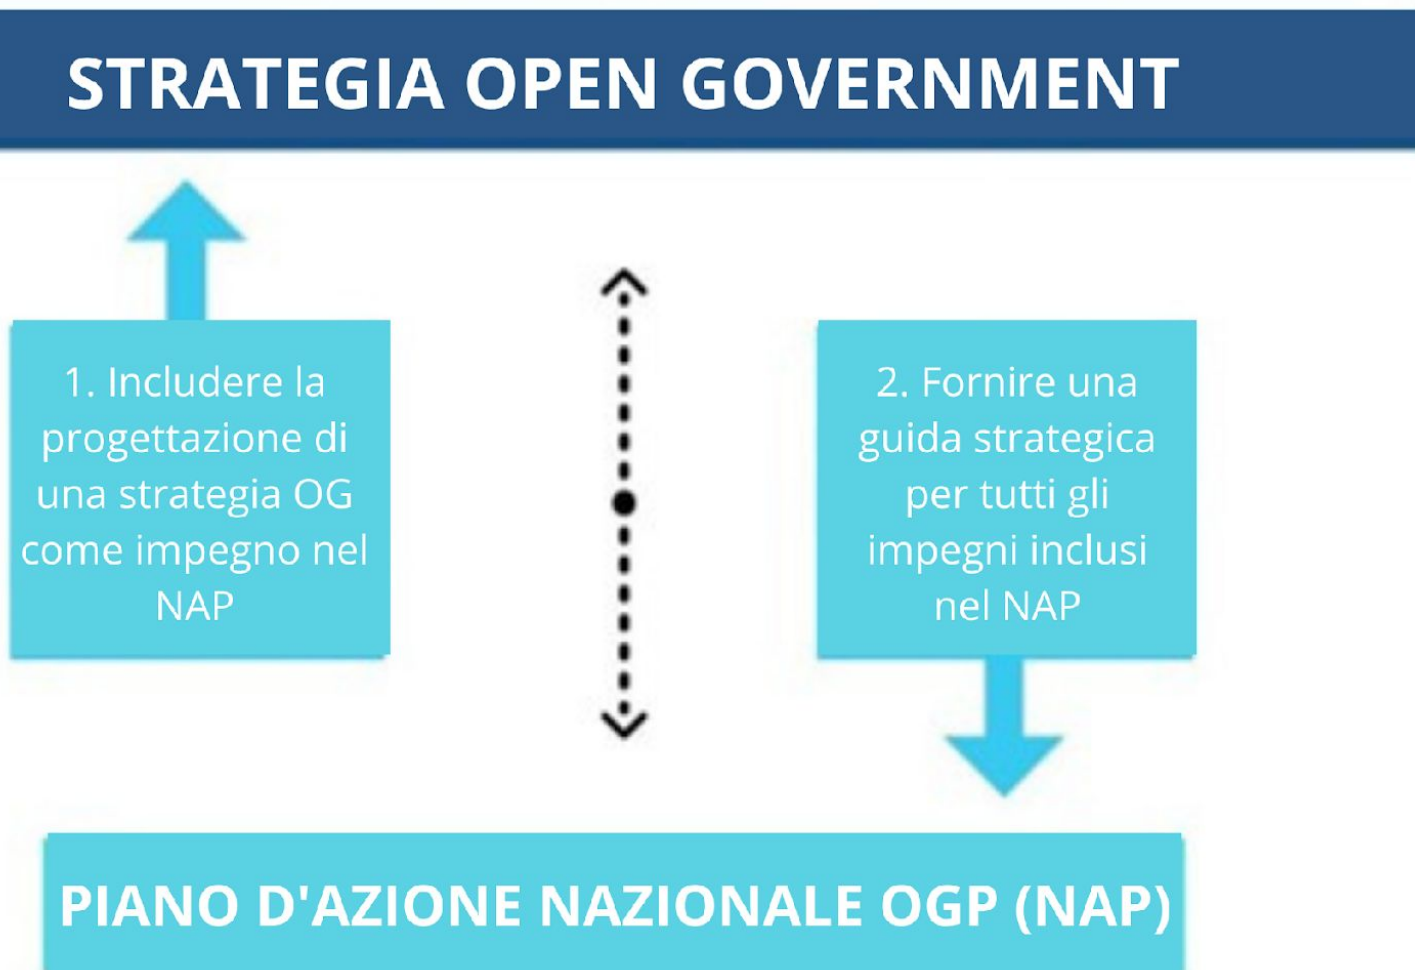 STRATEGIA OPEN GOVERNMENT
1. Includere la
progettazione di
una strategia OG
come impegno nel
NAP
2. Fornire una
guida strategica
per tutti gli
impegni inclusi
nel NAP
PIANO D'AZIONE NAZIONALE OGP (NAP)